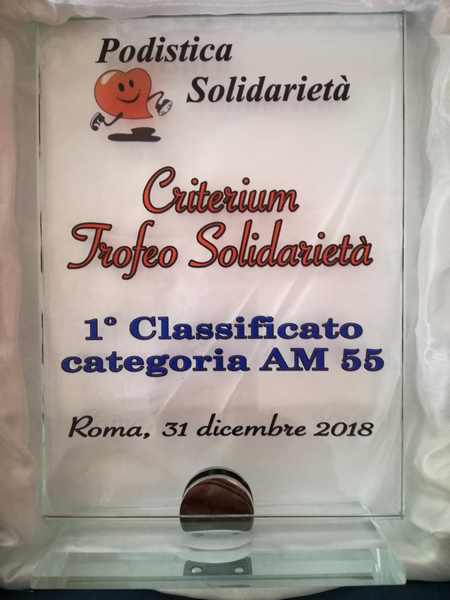 Podistica
Solidarietà
Criterium
Trofeo Solidarietà
1° Classificato
categoria AM 55
Roma, 31 dicembre 2018